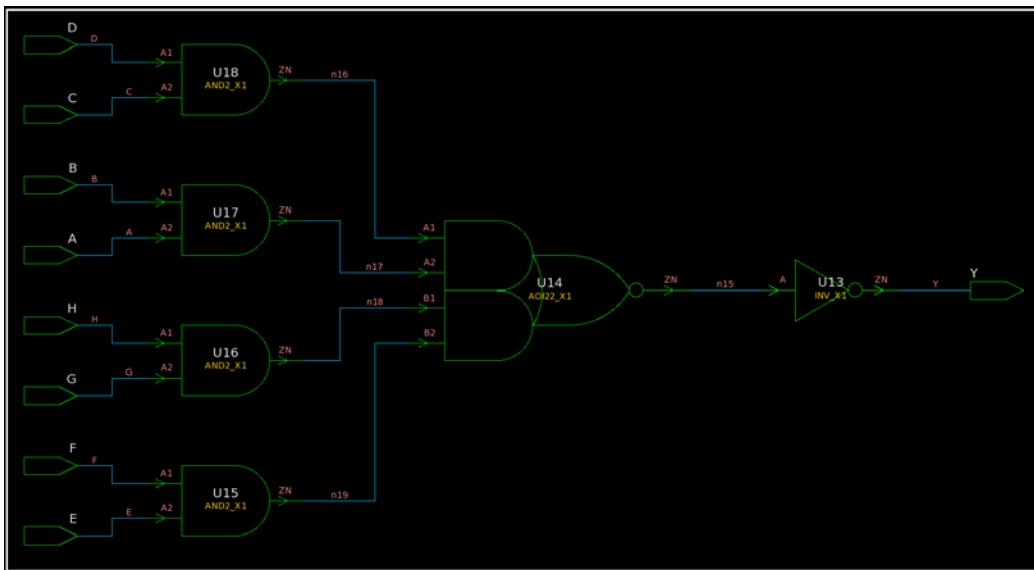 D
D
A1
U18
AND2_X1
ZN
n16
C
C
A2
B
B
A1
U17
AND2_X1
ZN
n17
A
A
A2
H
H
A1
U16
AND2_X1
ZN
n18
G
G
A2
F
F
A1
U15
AND2_X1
ZN
n19
E
E
A2
A1
A2
B1
B2
U14
AOI22_X1
ZN
n15
A
U13
INV_X1
ZN
Y
Y